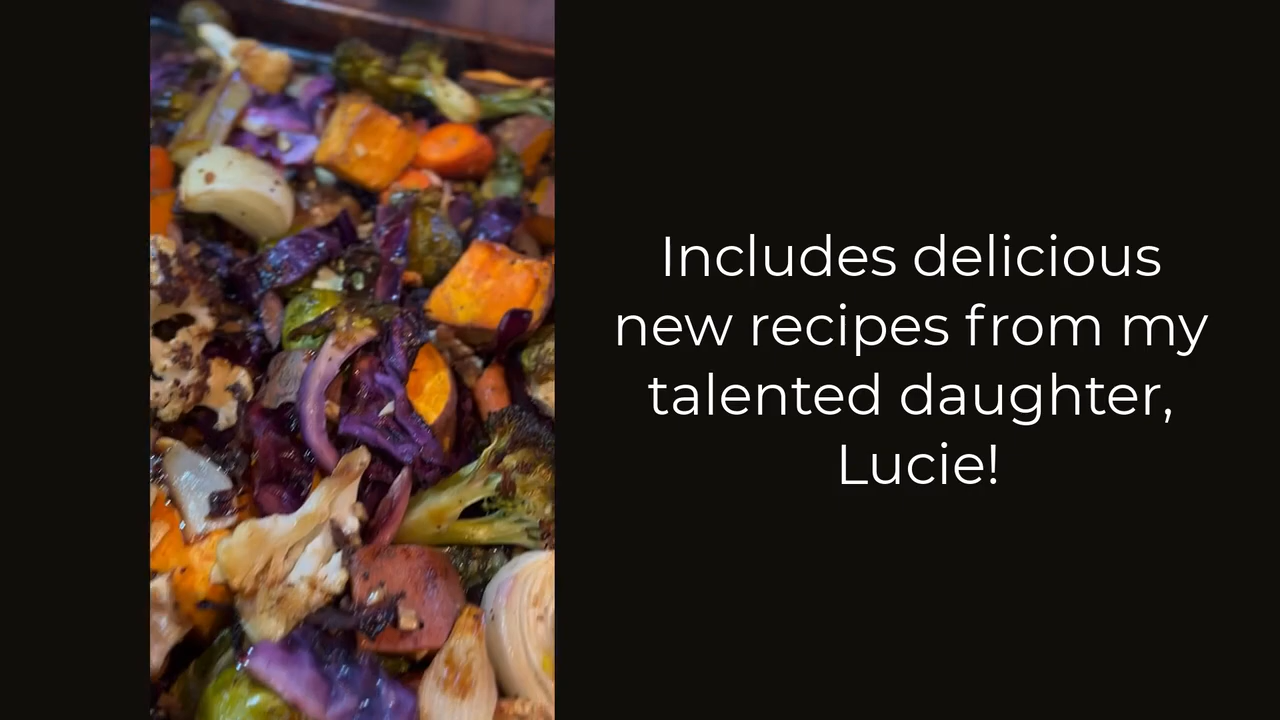 Includes delicious
new recipes from my
talented daughter,
Lucie!